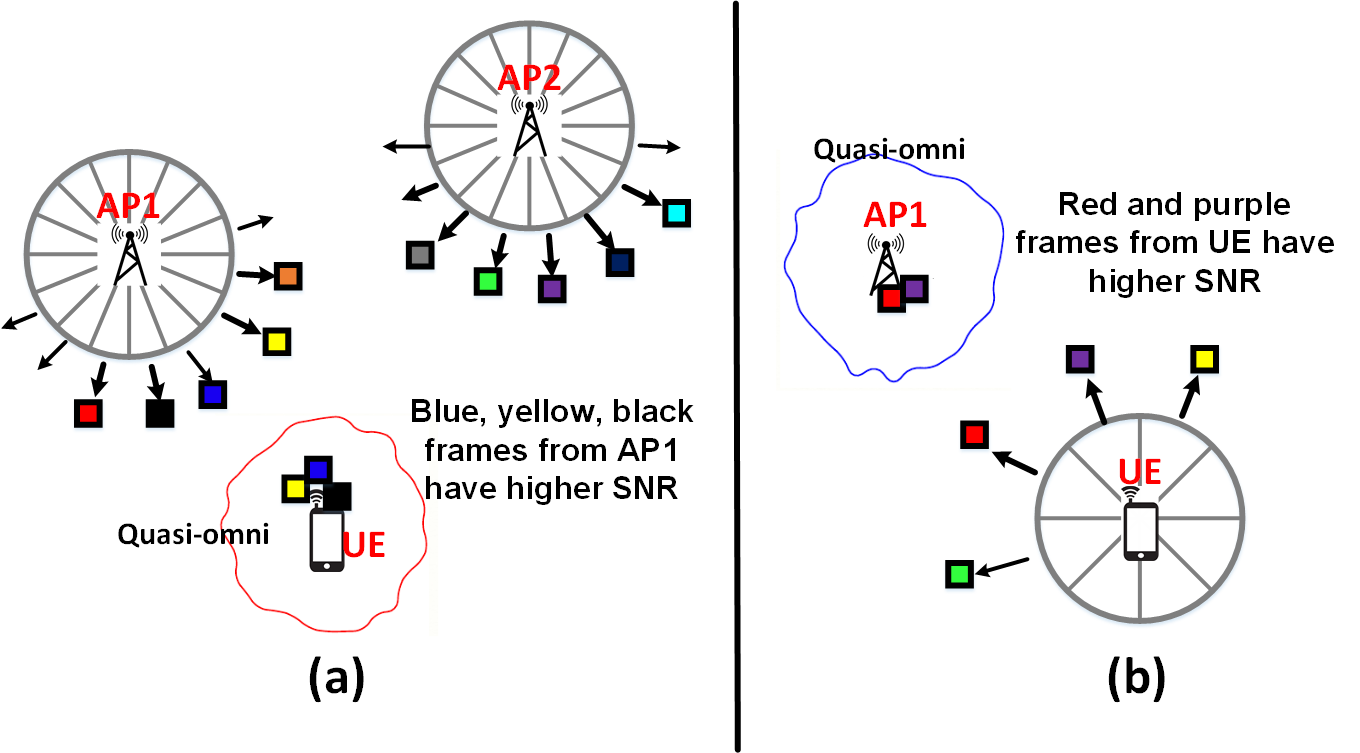 AP1
AP2
Blue, yellow, black
frames from AP1
have higher SNR
Quasi-omni
UE
(a)
Quasi-omni
AP1
Red and purple
frames from UE have
higher SNR
UE
(b)